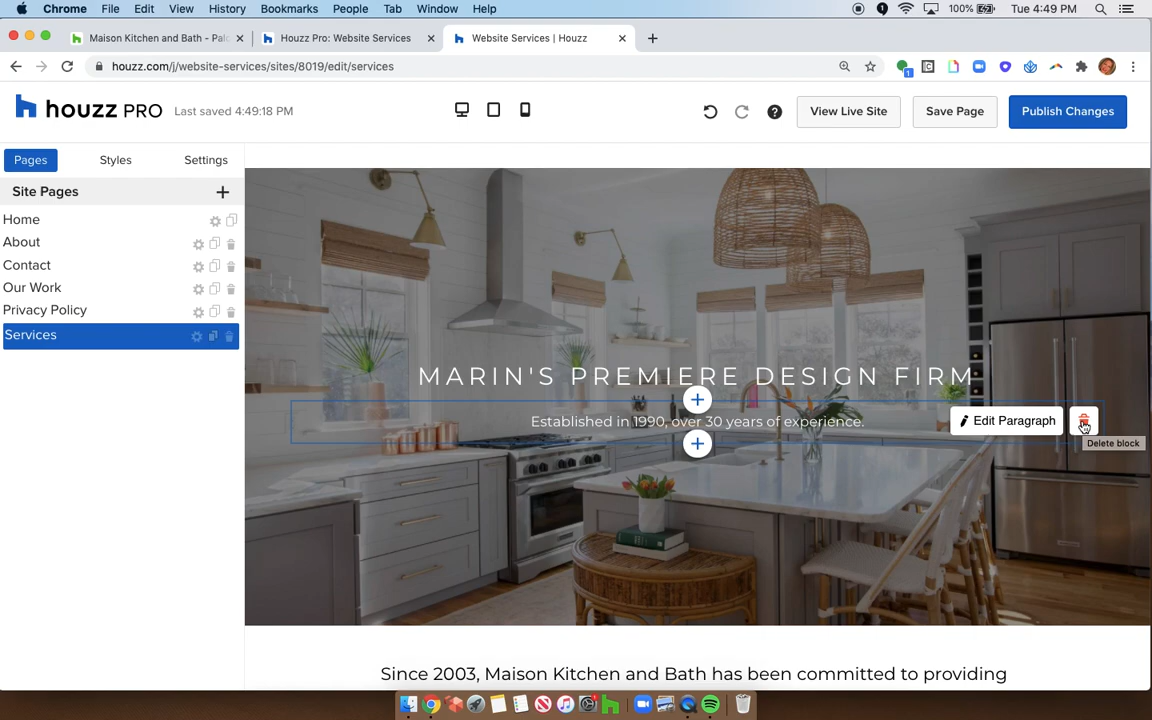 Chrome File Edit View History Bookmarks People Tab Window Help 100% Tue 4:49 PM
Maison Kitchen and Bath - Palo
Houzz Pro: Website Services
Website Services | Houzz
houzz.com/j/website-services/sites/8019/edit/services
houzz PRO Last saved 4:49:18 PM
View Live Site Save Page Publish Changes
Pages Styles Settings
Site Pages
Home
About
Contact
Our Work
Privacy Policy
Services
MARIN'S PREMIERE DESIGN FIRM
Established in 1990, over 30 years of experience.
Edit Paragraph
Delete block
Since 2003, Maison Kitchen and Bath has been committed to providing